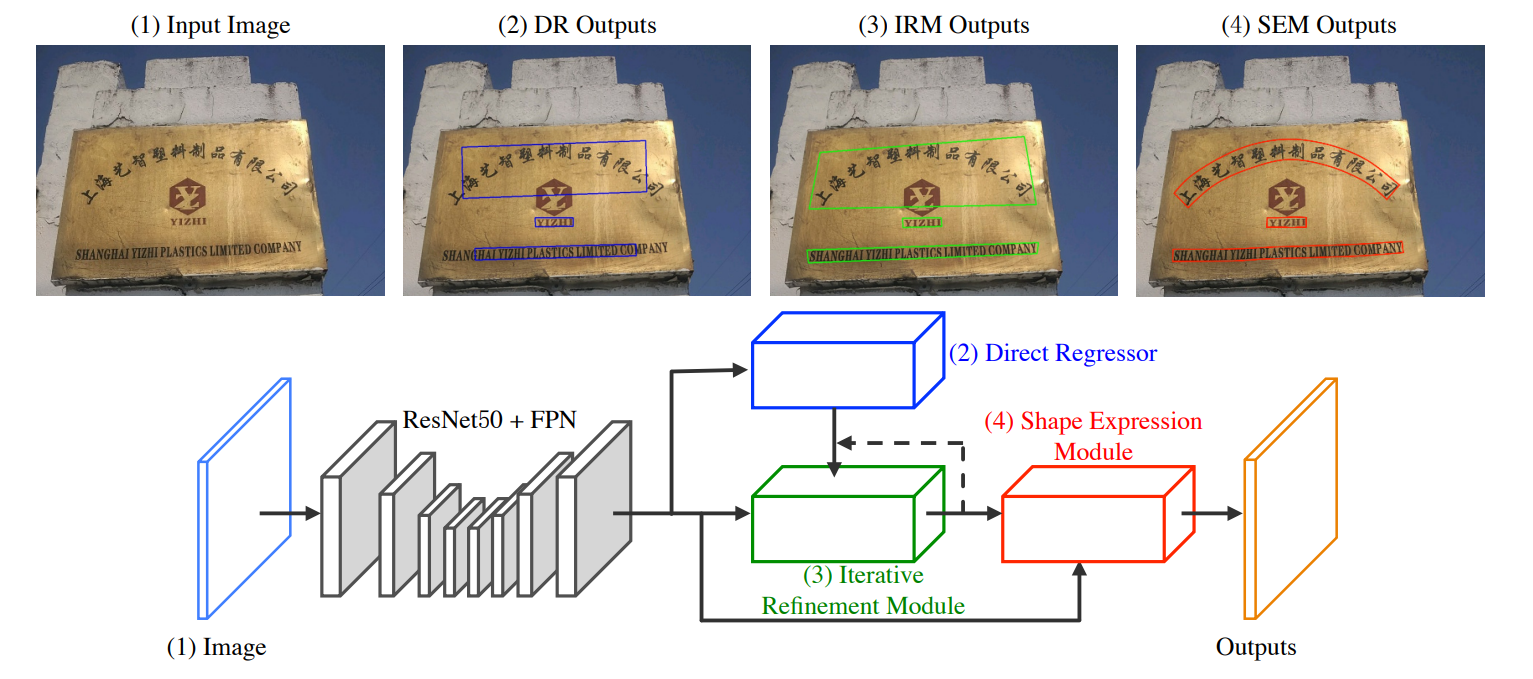 (1) Input Image
(2) DR Outputs
(3) IRM Outputs
(4) SEM Outputs
上海艺智塑料制品有限公司
YIZHI
SHANGHAI YIZHI PLASTICS LIMITED COMPANY
上海艺智塑料制品有限公司
YIZHI
SHANGHAI YIZHI PLASTICS LIMITED COMPANY
上海艺智塑料制品有限公司
YIZHI
SHANGHAI YIZHI PLASTICS LIMITED COMPANY
上海艺智塑料制品有限公司
YIZHI
SHANGHAI YIZHI PLASTICS LIMITED COMPANY
(2) Direct Regressor
ResNet50 + FPN
(4) Shape Expression
Module
(3) Iterative
Refinement Module
(1) Image
Outputs